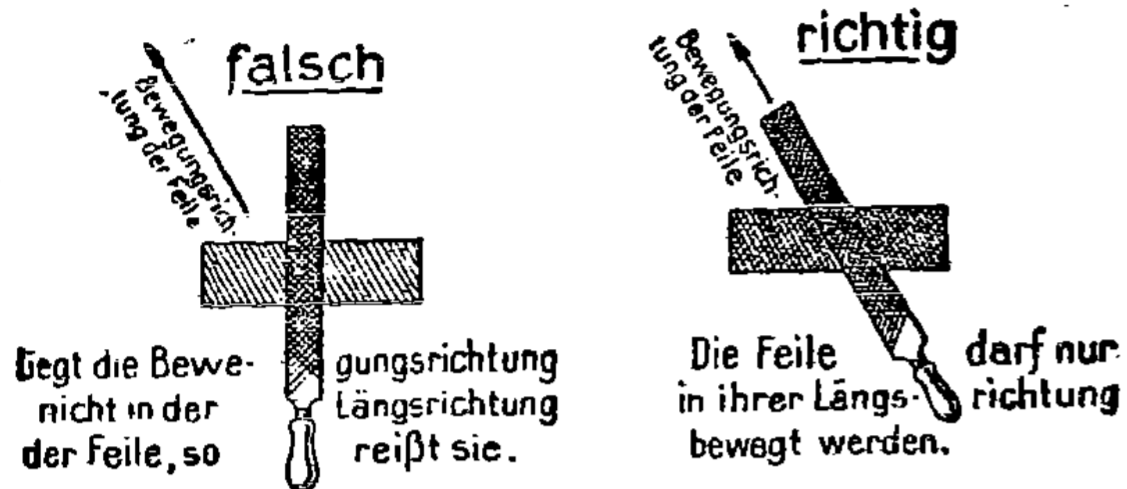 falsch
Bewegungsrich-
tung der Feile
Liegt die Bewe- gungsrichtung
nicht in der Längsrichtung
der Feile, so reißt sie.
richtig
Bewegungsrich-
tung der Feile
Die Feile darf nur
in ihrer Längs- richtung
bewegt werden.